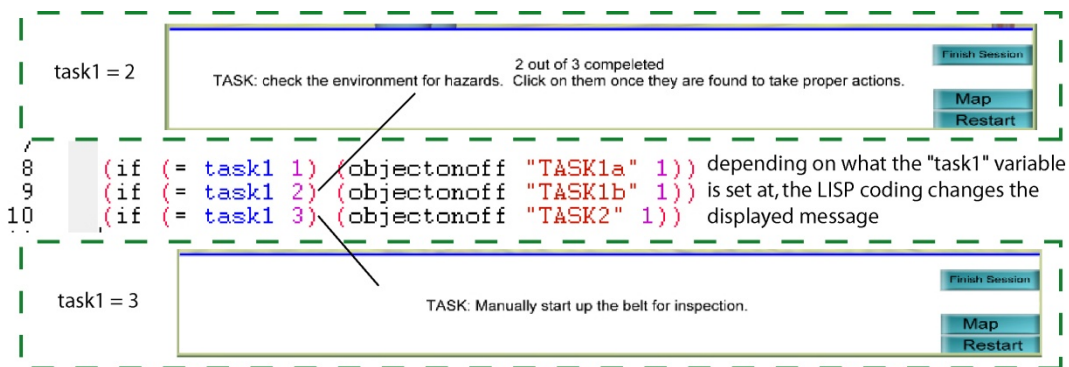 task1 = 2
2 out of 3 compeleted
TASK: check the environment for hazards. Click on them once they are found to take proper actions.
Finish Session
Map
Restart
8 (if (= task1 1) (objectonoff "TASK1a" 1)) depending on what the "task1" variable
9 (if (= task1 2) (objectonoff "TASK1b" 1)) is set at, the LISP coding changes the
10 (if (= task1 3) (objectonoff "TASK2" 1)) displayed message
task1 = 3
TASK: Manually start up the belt for inspection.
Finish Session
Map
Restart